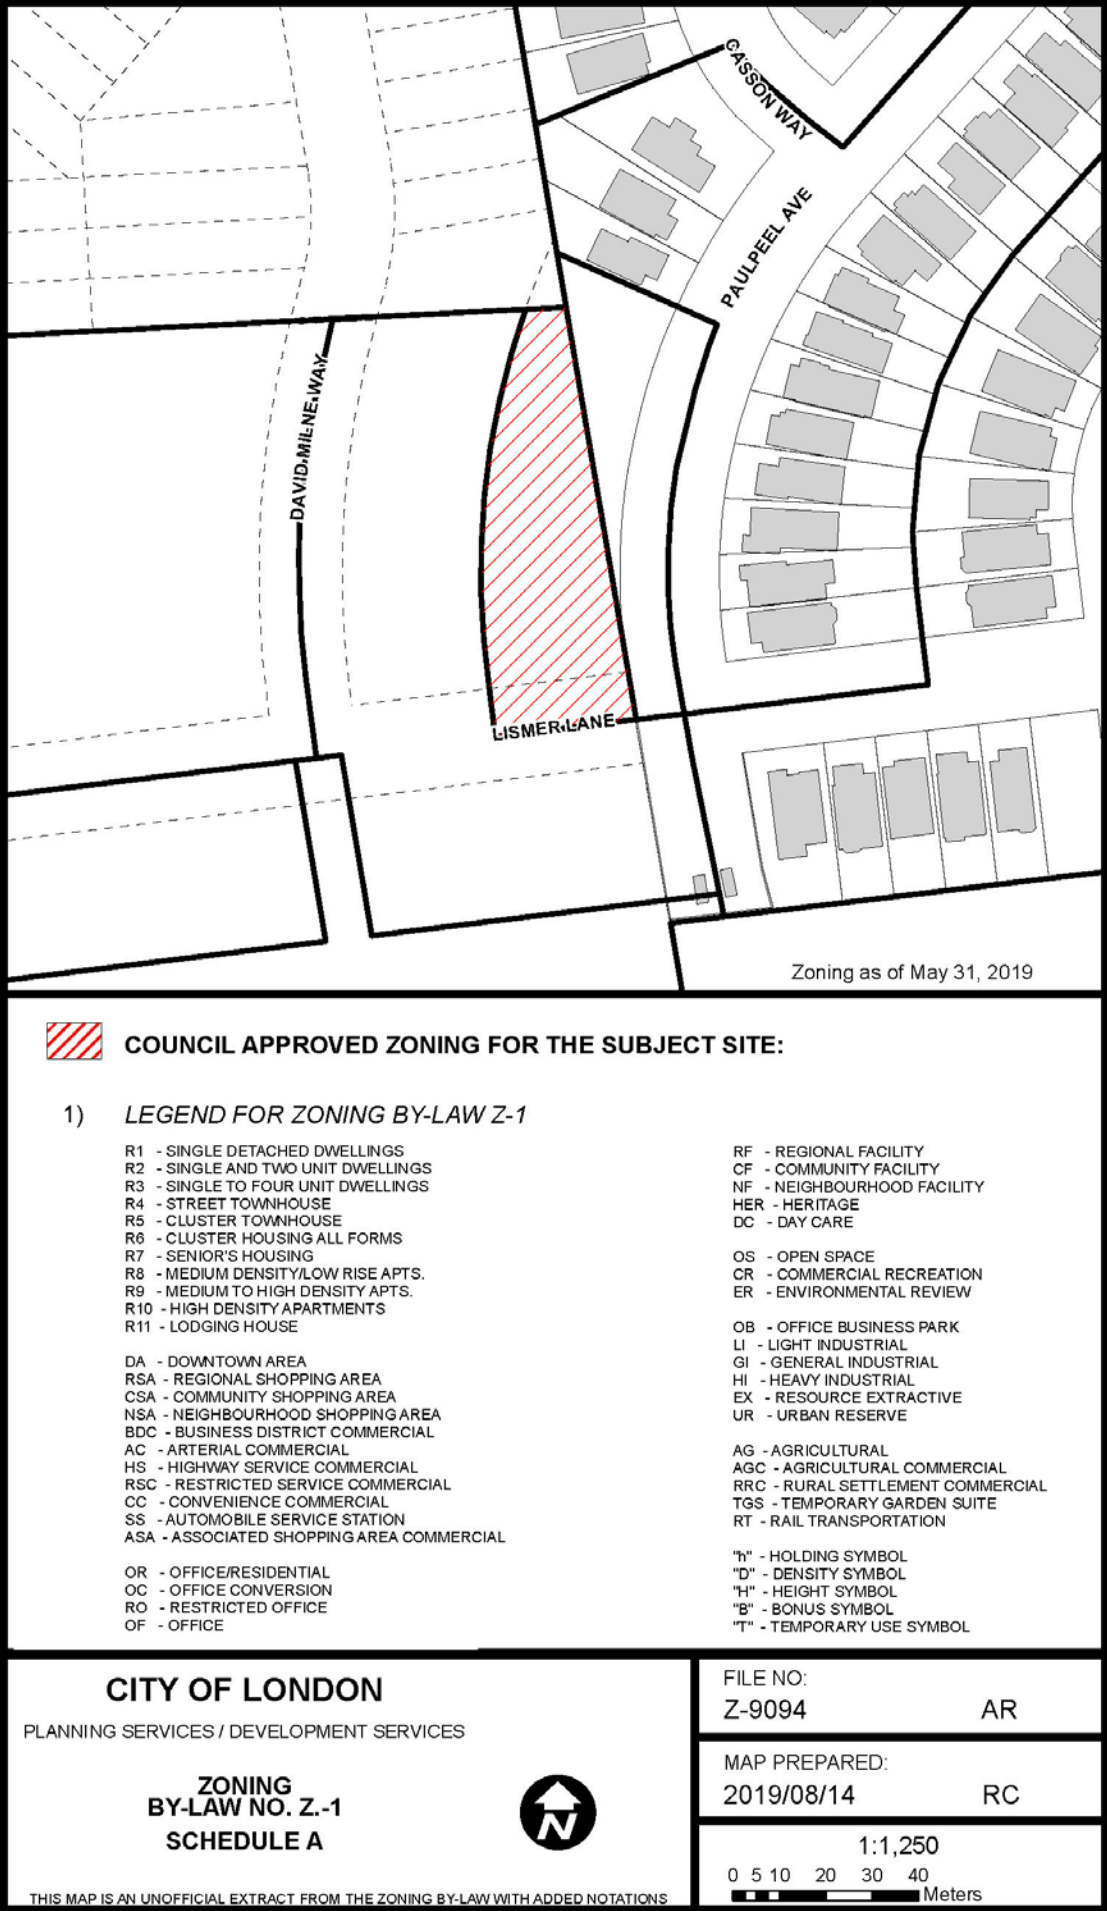 CASSON WAY
PAULPEEL AVE
DAVID MILNE WAY
LISMER LANE
Zoning as of May 31, 2019
COUNCIL APPROVED ZONING FOR THE SUBJECT SITE:
1) LEGEND FOR ZONING BY-LAW Z-1
R1 - SINGLE DETACHED DWELLINGS
R2 - SINGLE AND TWO UNIT DWELLINGS
R3 - SINGLE TO FOUR UNIT DWELLINGS
R4 - STREET TOWNHOUSE
R5 - CLUSTER TOWNHOUSE
R6 - CLUSTER HOUSING ALL FORMS
R7 - SENIOR'S HOUSING
R8 - MEDIUM DENSITY/LOW RISE APTS.
R9 - MEDIUM TO HIGH DENSITY APTS.
R10 - HIGH DENSITY APARTMENTS
R11 - LODGING HOUSE
DA - DOWNTOWN AREA
RSA - REGIONAL SHOPPING AREA
CSA - COMMUNITY SHOPPING AREA
NSA - NEIGHBOURHOOD SHOPPING AREA
BDC - BUSINESS DISTRICT COMMERCIAL
AC - ARTERIAL COMMERCIAL
HS - HIGHWAY SERVICE COMMERCIAL
RSC - RESTRICTED SERVICE COMMERCIAL
CC - CONVENIENCE COMMERCIAL
SS - AUTOMOBILE SERVICE STATION
ASA - ASSOCIATED SHOPPING AREA COMMERCIAL
OR - OFFICE/RESIDENTIAL
OC - OFFICE CONVERSION
RO - RESTRICTED OFFICE
OF - OFFICE
RF - REGIONAL FACILITY
CF - COMMUNITY FACILITY
NF - NEIGHBOURHOOD FACILITY
HER - HERITAGE
DC - DAY CARE
OS - OPEN SPACE
CR - COMMERCIAL RECREATION
ER - ENVIRONMENTAL REVIEW
OB - OFFICE BUSINESS PARK
LI - LIGHT INDUSTRIAL
GI - GENERAL INDUSTRIAL
HI - HEAVY INDUSTRIAL
EX - RESOURCE EXTRACTIVE
UR - URBAN RESERVE
AG - AGRICULTURAL
AGC - AGRICULTURAL COMMERCIAL
RRC - RURAL SETTLEMENT COMMERCIAL
TGS - TEMPORARY GARDEN SUITE
RT - RAIL TRANSPORTATION
"h" - HOLDING SYMBOL
"D" - DENSITY SYMBOL
"H" - HEIGHT SYMBOL
"B" - BONUS SYMBOL
"T" - TEMPORARY USE SYMBOL
CITY OF LONDON
PLANNING SERVICES / DEVELOPMENT SERVICES
ZONING
BY-LAW NO. Z.-1
SCHEDULE A
N
THIS MAP IS AN UNOFFICIAL EXTRACT FROM THE ZONING BY-LAW WITH ADDED NOTATIONS
FILE NO:
Z-9094 AR
MAP PREPARED:
2019/08/14 RC
1:1,250
0 5 10 20 30 40
Meters